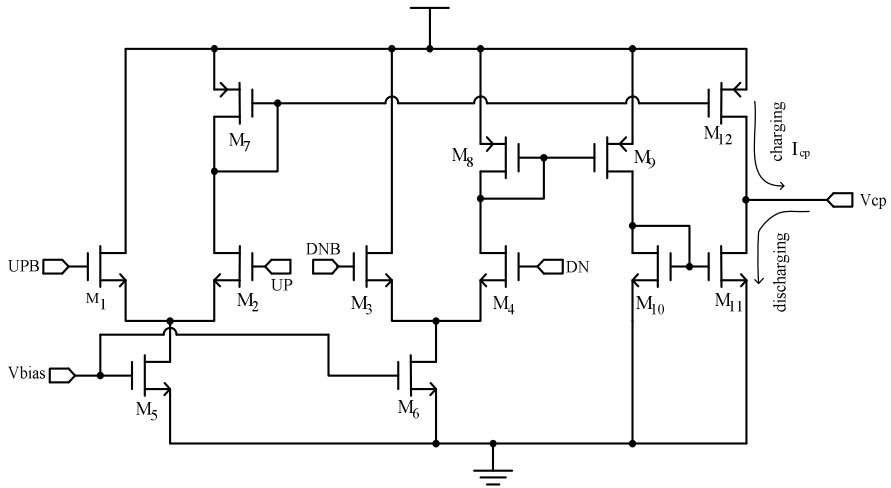 M12
M7
M8
M9
charging
Icp
Vcp
UPB
M1
UP
M2
DNB
M3
DN
M4
M10
M11
discharging
Vbias
M5
M6